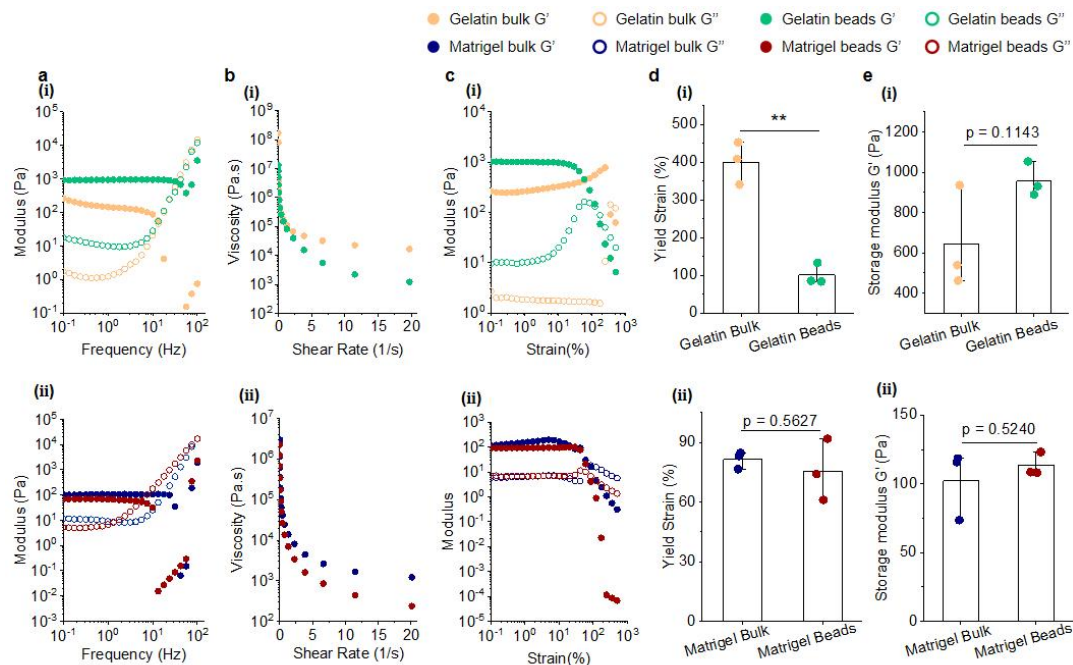 Gelatin bulk G' Gelatin bulk G'' Gelatin beads G' Gelatin beads G''
Matrigel bulk G' Matrigel bulk G'' Matrigel beads G' Matrigel beads G''
a b c d e
(i) (i) (i) (i) (i)
10⁵ 10⁴ 10³ 10² 10¹ 10⁰ 10⁻¹
Modulus (Pa)
10⁻¹ 10⁰ 10¹ 10²
Frequency (Hz)
10⁹ 10⁸ 10⁷ 10⁶ 10⁵ 10⁴ 10³ 10²
Viscosity (Pa.s)
0 5 10 15 20
Shear Rate (1/s)
10⁴ 10³ 10² 10¹ 10⁰
Modulus (Pa)
10⁻¹ 10⁰ 10¹ 10² 10³
Strain(%)
500 400 300 200 100
Yield Strain (%)
**
Gelatin Bulk Gelatin Beads
1200 1000 800 600 400
Storage modulus G' (Pa)
p = 0.1143
Gelatin Bulk Gelatin Beads
(ii) (ii) (ii) (ii) (ii)
10⁵ 10⁴ 10³ 10² 10¹ 10⁰ 10⁻¹ 10⁻² 10⁻³
Modulus (Pa)
10⁻¹ 10⁰ 10¹ 10²
Frequency (Hz)
10⁷ 10⁶ 10⁵ 10⁴ 10³ 10²
Viscosity (Pa.s)
0 5 10 15 20
Shear Rate (1/s)
10³ 10² 10¹ 10⁰ 10⁻¹ 10⁻² 10⁻³ 10⁻⁴ 10⁻⁵
Modulus
10⁻¹ 10⁰ 10¹ 10² 10³
Strain(%)
90 60 30 0
Yield Strain (%)
p = 0.5627
Matrigel Bulk Matrigel Beads
150 100 50 0
Storage modulus G' (Pa)
p = 0.5240
Matrigel Bulk Matrigel Beads